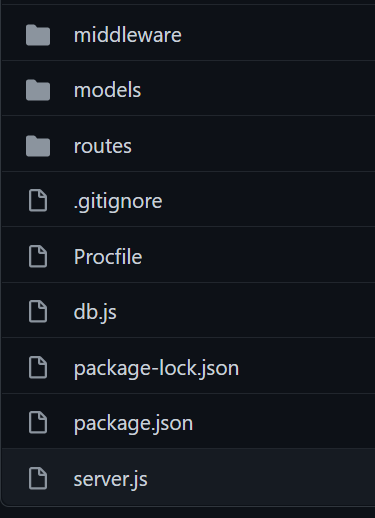 middleware
models
routes
.gitignore
Procfile
db.js
package-lock.json
package.json
server.js